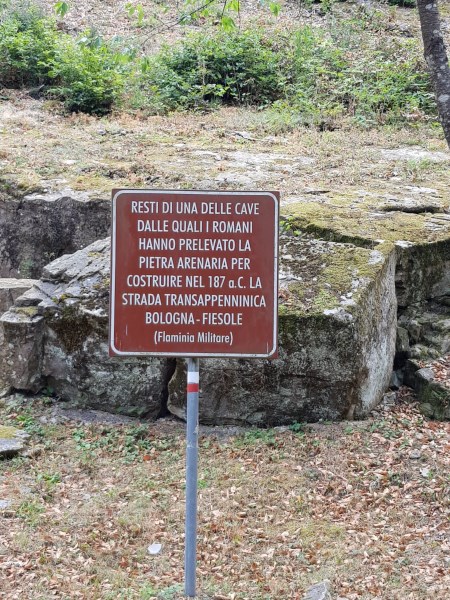 RESTI DI UNA DELLE CAVE
DALLE QUALI I ROMANI
HANNO PRELEVATO LA
PIETRA ARENARIA PER
COSTRUIRE NEL 187 a.C. LA
STRADA TRANSAPPENNINICA
BOLOGNA - FIESOLE
(Flaminia Militare)